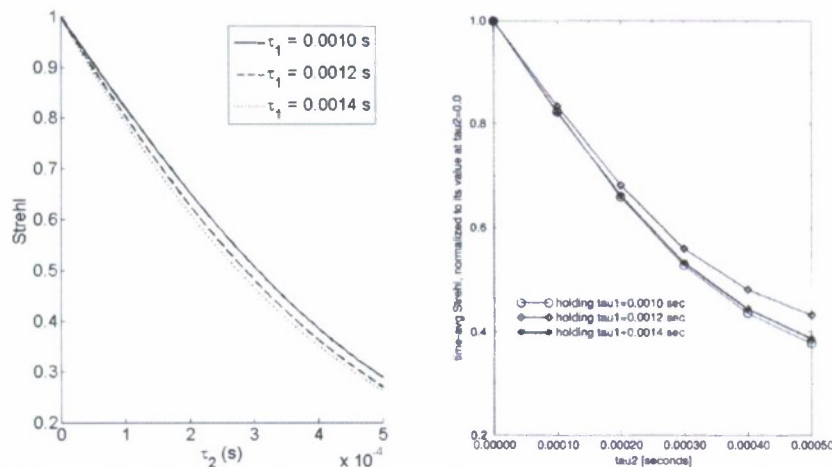 1
0.9
0.8
0.7
0.6
0.5
0.4
0.3
0.2
Strehl
τ1 = 0.0010 s
τ1 = 0.0012 s
τ1 = 0.0014 s
0 1 2 3 4 5
τ2 (s)
x 10-4
time-avg Strehl, normalized to its value at tau2=0.0
1.0
0.8
0.6
0.4
0.2
holding tau1=0.0010 sec
holding tau1=0.0012 sec
holding tau1=0.0014 sec
0.00000 0.00010 0.00020 0.00030 0.00040 0.00050
tau2 [seconds]